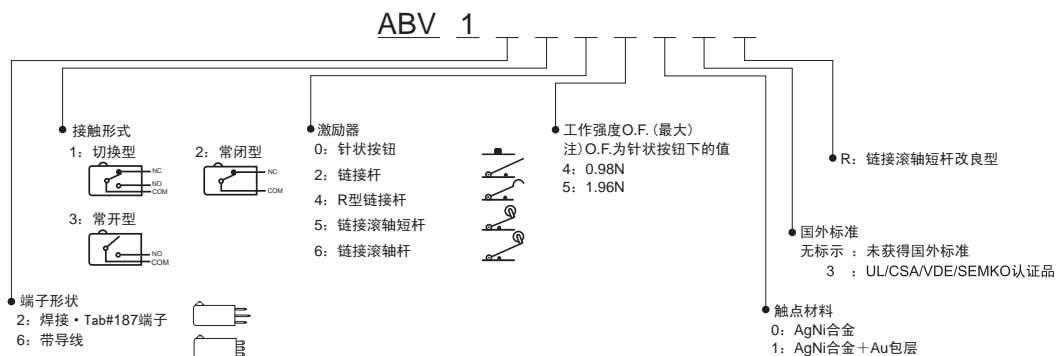 ABV 1
接触形式
1：切换型
NC
NO
COM
2：常闭型
NC
COM
3：常开型
NO
COM
端子形状
2：焊接・Tab#187端子
6：带导线
激励器
0：针状按钮
2：链接杆
4：R型链接杆
5：链接滚轴短杆
6：链接滚轴杆
工作强度O.F.（最大）
注）O.F.为针状按钮下的值
4：0.98N
5：1.96N
R：链接滚轴短杆改良型
国外标准
无标示：未获得国外标准
3：UL/CSA/VDE/SEMKO认证品
触点材料
0：AgNi合金
1：AgNi合金＋Au包层